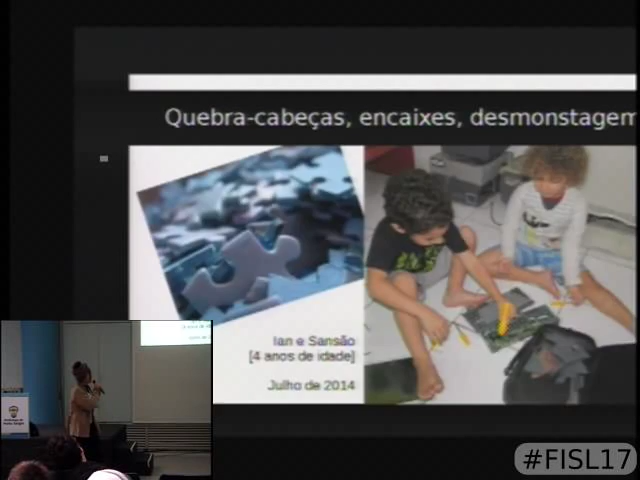 Quebra-cabeças, encaixes, desmonstagem
Ian e Sansão
[4 anos de idade]
Julho de 2014
#FISL17